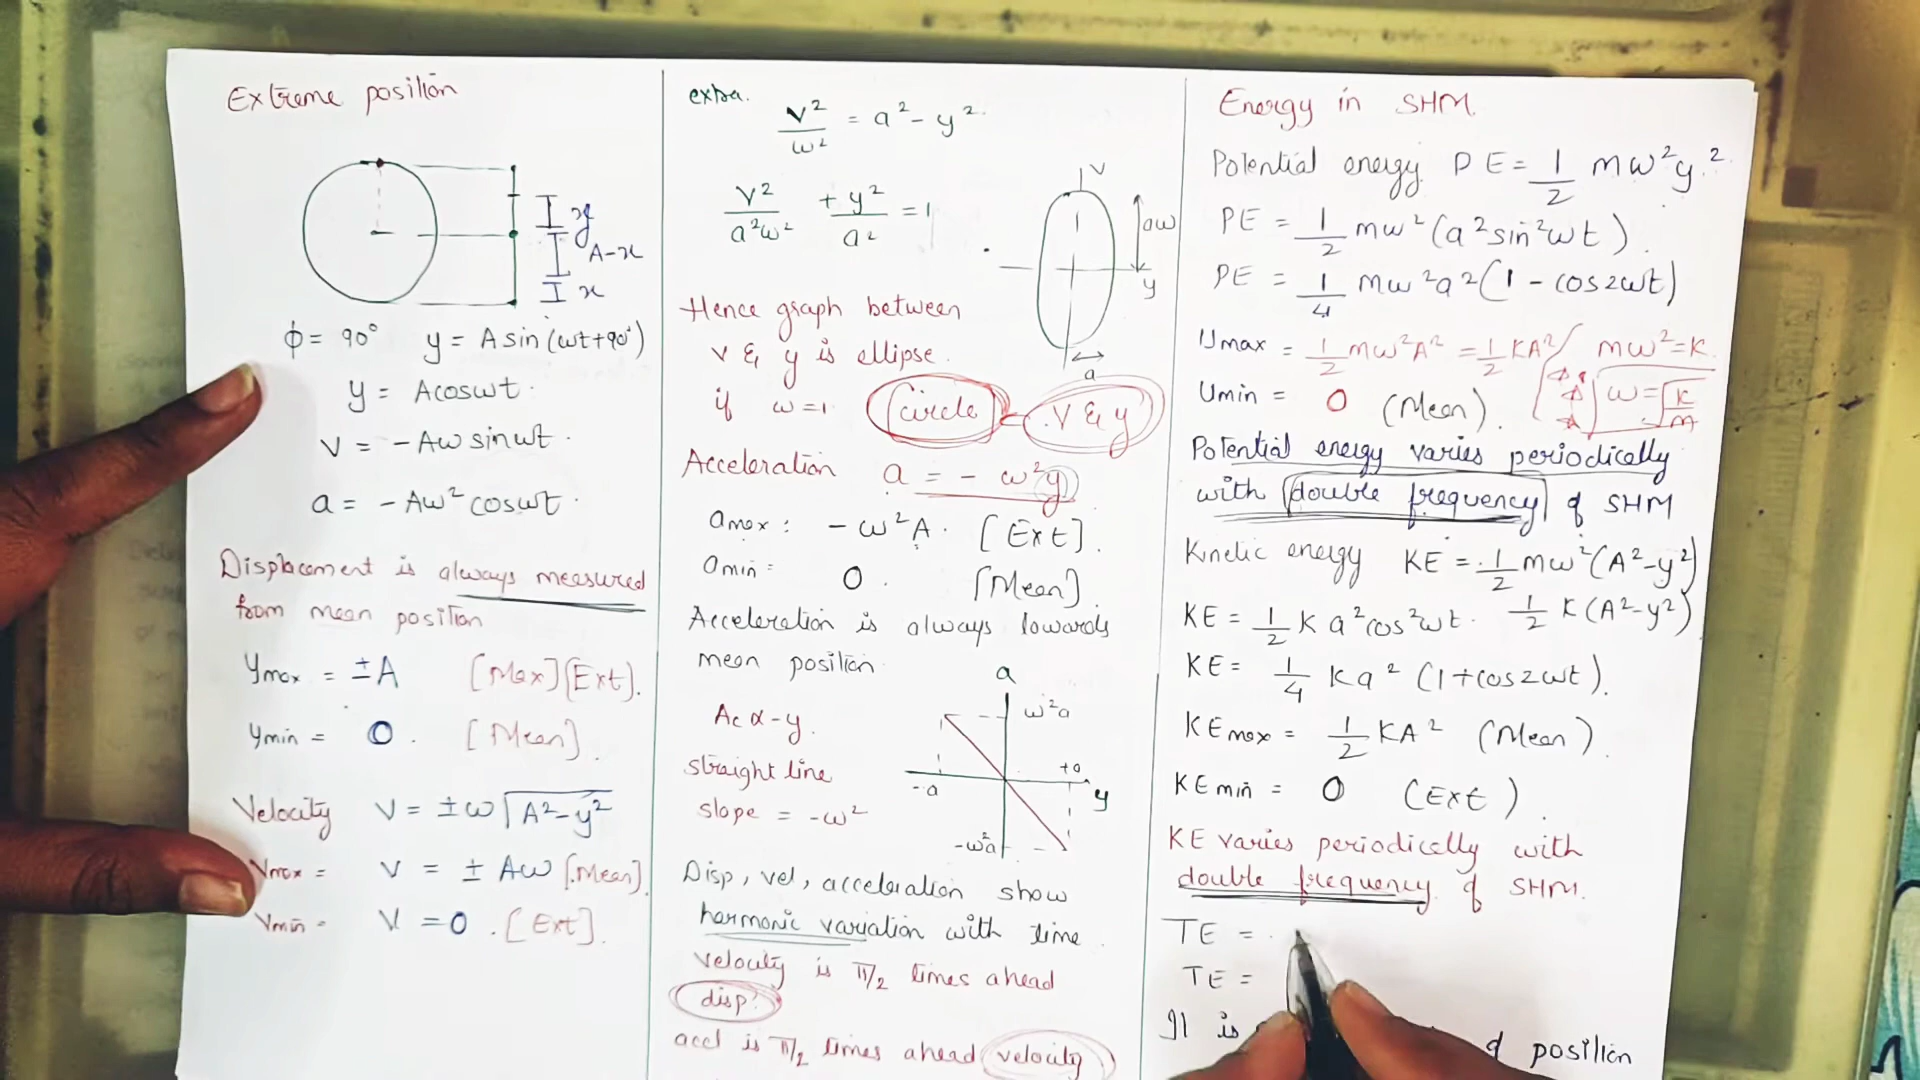 Extreme position
y
A-x
x
ϕ = 90° y = A sin (ωt+90°)
y = Acosωt.
v = -Aω sinωt.
a = -Aω² cosωt.
Displacement is always measured
from mean position
ymax = ±A [Max][Ext].
ymin = 0. [Mean].
Velocity V = ±ω√A²-y²
Vmax = V = ± Aω [Mean].
Vmin = V = 0. [Ext].
extra.
V²/ω² = a² - y².
V²/a²ω² + y²/a² = 1
V
aω
y
a
Hence graph between
V & y is ellipse.
if ω=1 circle V & y
Acceleration a = - ω²y
amax: - ω²A. [Ext].
amin = 0. [Mean].
Acceleration is always towards
mean position
Ac α -y.
straight line
slope = -ω²
a
ω²a
+a
-a
y
-ω²a
Disp, vel, acceleration show
harmonic variation with time.
velocity is π/2 times ahead
disp.
accl is π/2 times ahead velocity
Energy in SHM
Potential energy PE = 1/2 mω²y².
PE = 1/2 mω²(a²sin²ωt).
PE = 1/4 mω²a²(1 - cos2ωt)
Umax = 1/2 mω²A² = 1/2 KA² mω²=K
Umin = 0 (Mean). ω=√K/m
Potential energy varies periodically
with double frequency of SHM
Kinetic energy KE = 1/2 mω²(A²-y²)
KE = 1/2 K a²cos²ωt. 1/2 K(A²-y²)
KE = 1/4 Ka² (1+cos2ωt).
KEmax = 1/2 KA² (Mean).
KEmin = 0 (Ext)
KE varies periodically with
double frequency of SHM.
TE =
TE =
It is of position